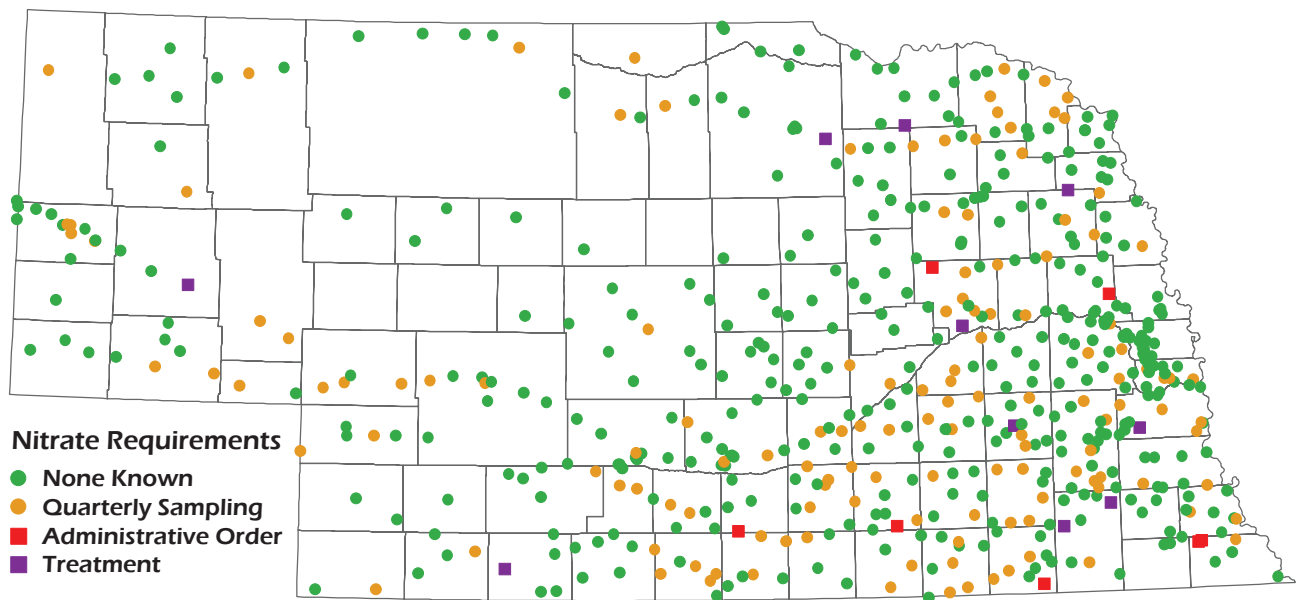 Nitrate Requirements
None Known
Quarterly Sampling
Administrative Order
Treatment